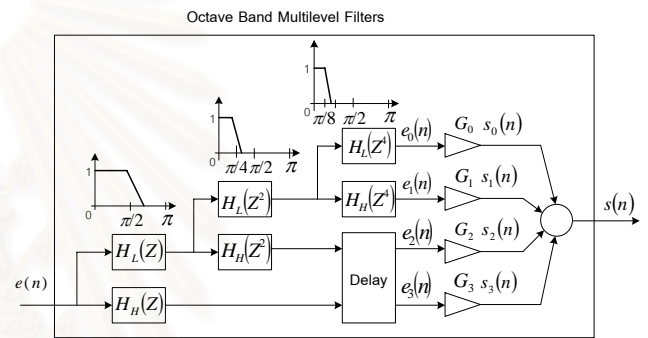 Octave Band Multilevel Filters
1
0
π/8 π/2 π
1
0
π/4 π/2 π
1
0
π/2 π
H_L(Z^4) e_0(n) G_0 s_0(n)
H_L(Z^2) H_H(Z^4) e_1(n) G_1 s_1(n)
s(n)
H_L(Z) H_H(Z^2) e_2(n) G_2 s_2(n)
Delay
e(n)
H_H(Z) e_3(n) G_3 s_3(n)